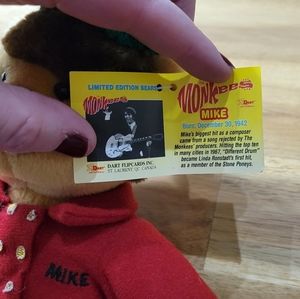 LIMITED EDITION BEARS
MONKEES
DART FLIPCARDS INC.
ST LAURENT, QC CANADA
MONKEES
MIKE
Born: December 30, 1942
Mike's biggest hit as a composer
came from a song rejected by The
Monkees' producers. Hitting the top ten
in many cities in 1967, "Different Drum"
became Linda Ronstadt's first hit,
as a member of the Stone Poneys.
MIKE